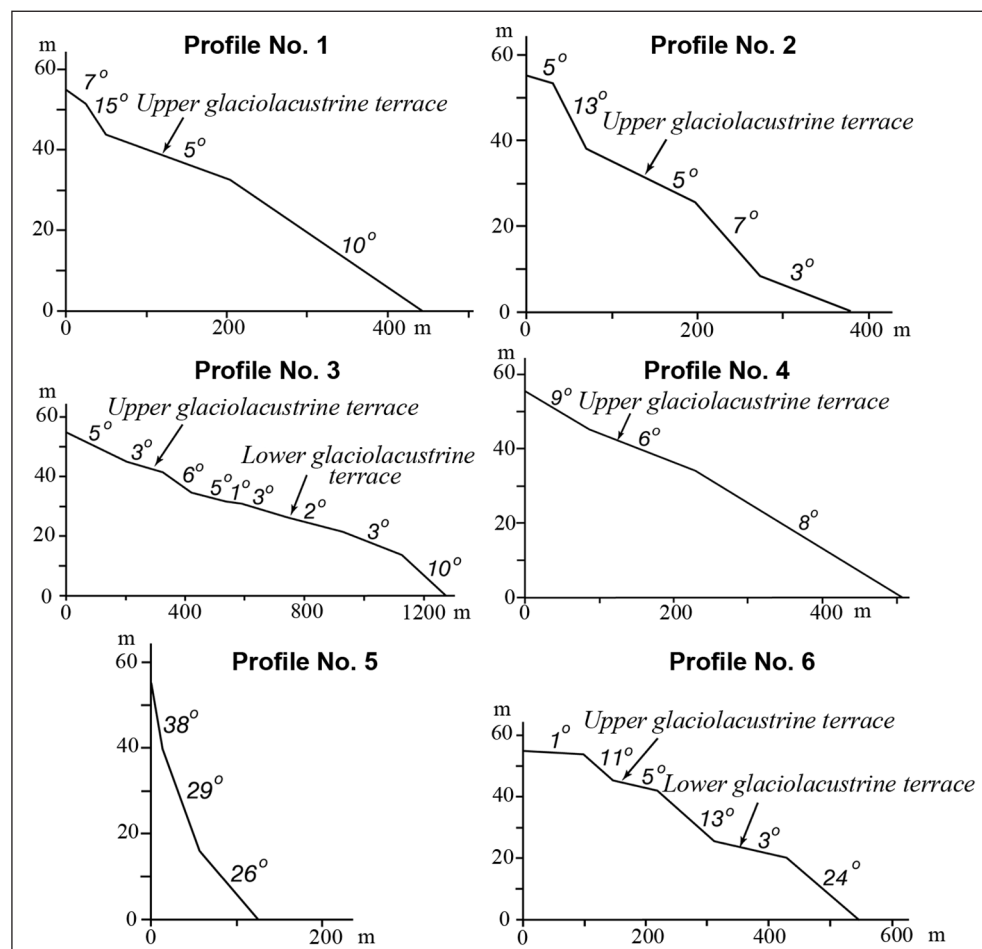 Profile No. 1
m
60
40
20
0
7°
15°
Upper glaciolacustrine terrace
5°
10°
0
200
400
m
Profile No. 2
m
60
40
20
0
5°
13°
Upper glaciolacustrine terrace
5°
7°
3°
0
200
400
m
Profile No. 3
m
60
40
20
0
Upper glaciolacustrine terrace
5°
3°
Lower glaciolacustrine
terrace
6°
5°
1°
3°
2°
3°
10°
0
400
800
1200
m
Profile No. 4
m
60
40
20
0
9°
Upper glaciolacustrine terrace
6°
8°
0
200
400
m
Profile No. 5
m
60
40
20
0
38°
29°
26°
0
200
m
Profile No. 6
m
60
40
20
0
Upper glaciolacustrine terrace
1°
11°
5°
Lower glaciolacustrine terrace
13°
3°
24°
0
200
400
600
m